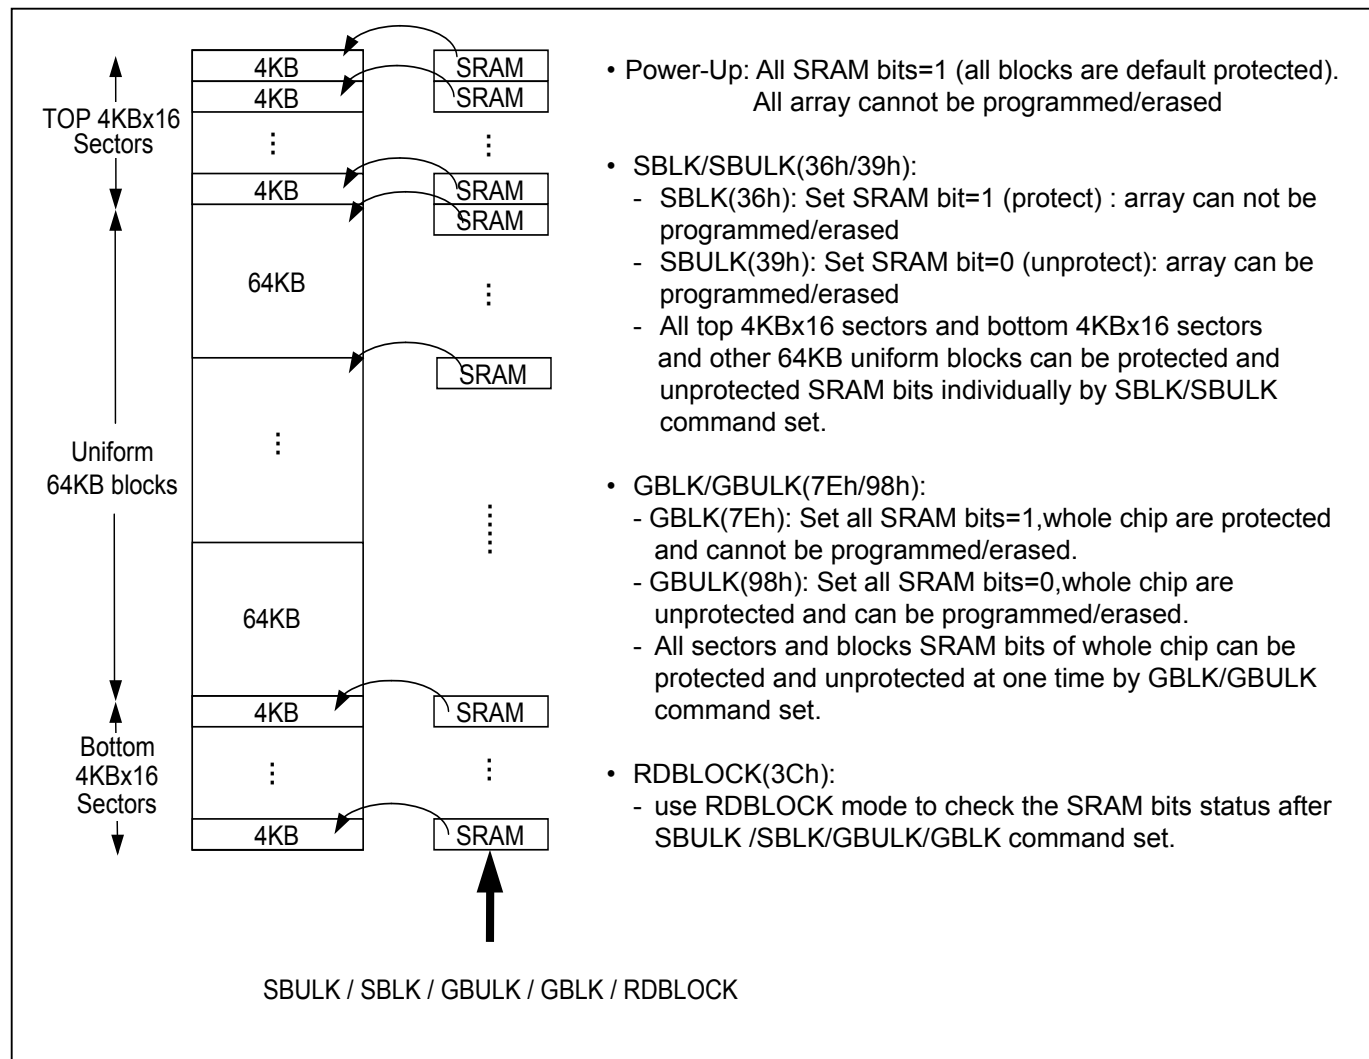 4KB
SRAM
4KB
SRAM
TOP 4KBx16
Sectors
4KB
SRAM
SRAM
64KB
SRAM
Uniform
64KB blocks
64KB
4KB
SRAM
Bottom
4KBx16
Sectors
4KB
SRAM
SBULK / SBLK / GBULK / GBLK / RDBLOCK
• Power-Up: All SRAM bits=1 (all blocks are default protected).
All array cannot be programmed/erased
• SBLK/SBULK(36h/39h):
- SBLK(36h): Set SRAM bit=1 (protect) : array can not be
programmed/erased
- SBULK(39h): Set SRAM bit=0 (unprotect): array can be
programmed/erased
- All top 4KBx16 sectors and bottom 4KBx16 sectors
and other 64KB uniform blocks can be protected and
unprotected SRAM bits individually by SBLK/SBULK
command set.
• GBLK/GBULK(7Eh/98h):
- GBLK(7Eh): Set all SRAM bits=1,whole chip are protected
and cannot be programmed/erased.
- GBULK(98h): Set all SRAM bits=0,whole chip are
unprotected and can be programmed/erased.
- All sectors and blocks SRAM bits of whole chip can be
protected and unprotected at one time by GBLK/GBULK
command set.
• RDBLOCK(3Ch):
- use RDBLOCK mode to check the SRAM bits status after
SBULK /SBLK/GBULK/GBLK command set.